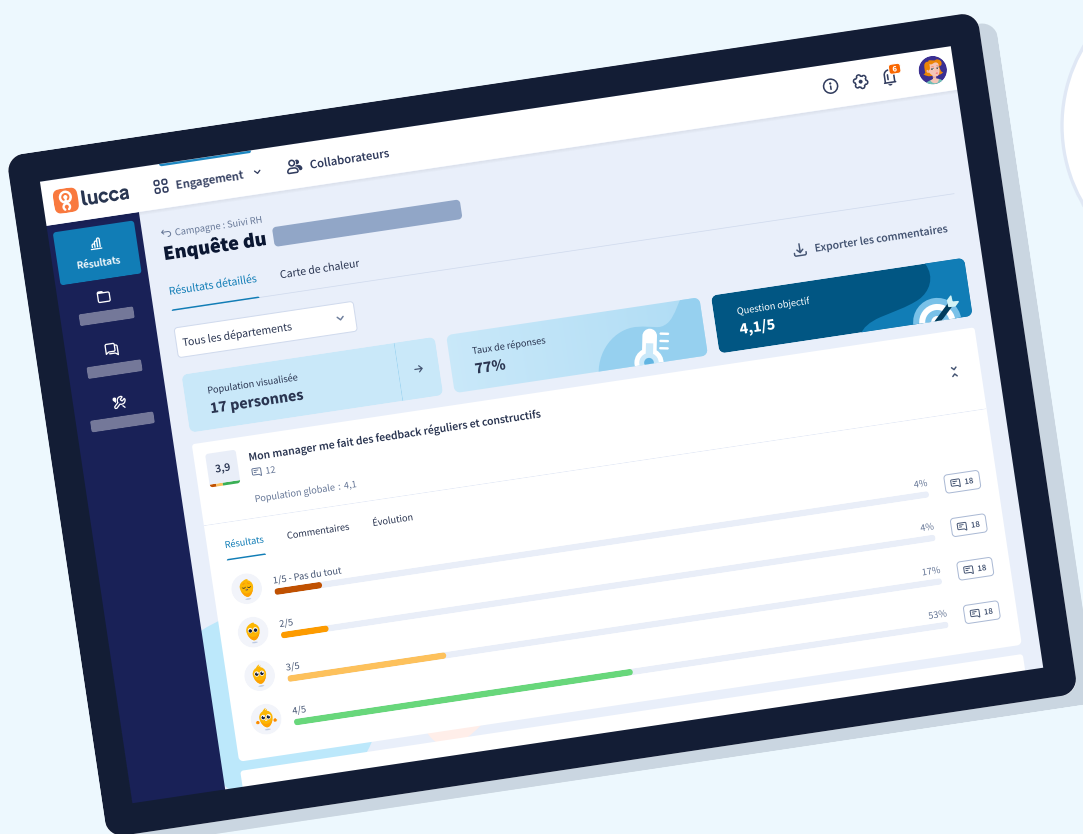 lucca
Engagement
Collaborateurs
6
Résultats
Campagne : Suivi RH
Enquête du
Résultats détaillés
Carte de chaleur
Exporter les commentaires
Tous les départements
Population visualisée
17 personnes
Taux de réponses
77%
Question objectif
4,1/5
3,9
Mon manager me fait des feedback réguliers et constructifs
12
Population globale : 4,1
Résultats
Commentaires
Évolution
1/5 - Pas du tout
4%
18
2/5
4%
18
3/5
17%
18
4/5
53%
18